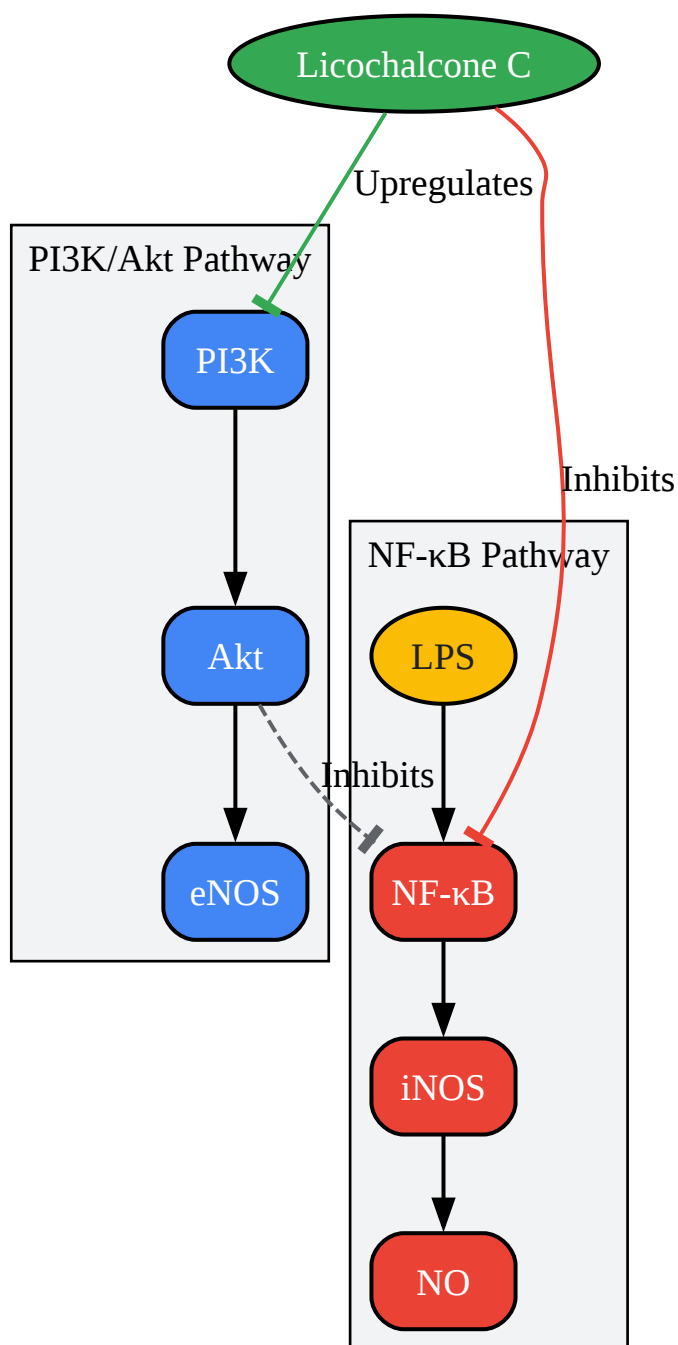 Licochalcone C
Upregulates
PI3K/Akt Pathway
PI3K
Inhibits
NF-κB Pathway
Akt
LPS
Inhibits
eNOS
NF-κB
iNOS
NO